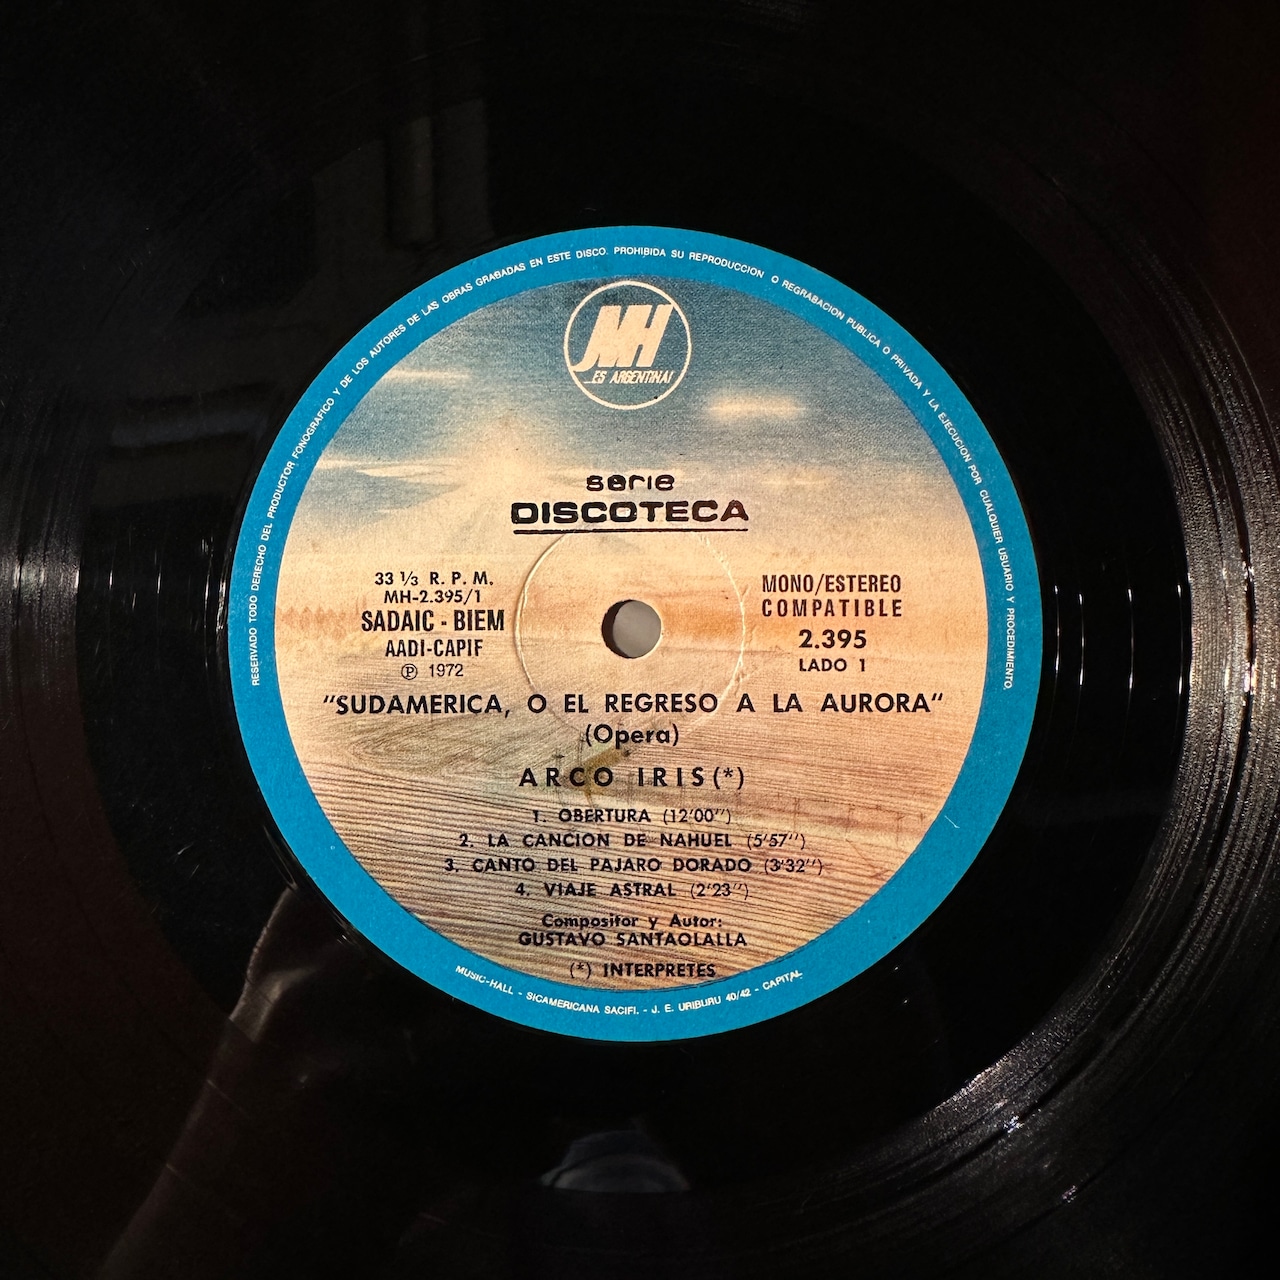 RESERVADO TODO DERECHO DEL PRODUCTOR FONOGRAFICO Y DE LOS AUTORES DE LAS OBRAS GRABADAS EN ESTE DISCO. PROHIBIDA SU REPRODUCCION O REGRABACION PUBLICA O PRIVADA Y LA EJECUCION POR CUALQUIER USUARIO Y PROCEDIMIENTO.
MH
...ES ARGENTINA!
serie
DISCOTECA
33 ⅓ R. P. M.
MH-2.395/1
SADAIC - BIEM
AADI-CAPIF
Ⓟ 1972
MONO/ESTEREO
COMPATIBLE
2.395
LADO 1
"SUDAMERICA, O EL REGRESO A LA AURORA"
(Opera)
ARCO IRIS(*)
1. OBERTURA (12'00'')
2. LA CANCION DE NAHUEL (5'57'')
3. CANTO DEL PAJARO DORADO (3'32'')
4. VIAJE ASTRAL (2'23'')
Compositor y Autor:
GUSTAVO SANTAOLALLA
(*) INTERPRETES
MUSIC-HALL - SICAMERICANA SACIFI. - J. E. URIBURU 40/42 - CAPITAL